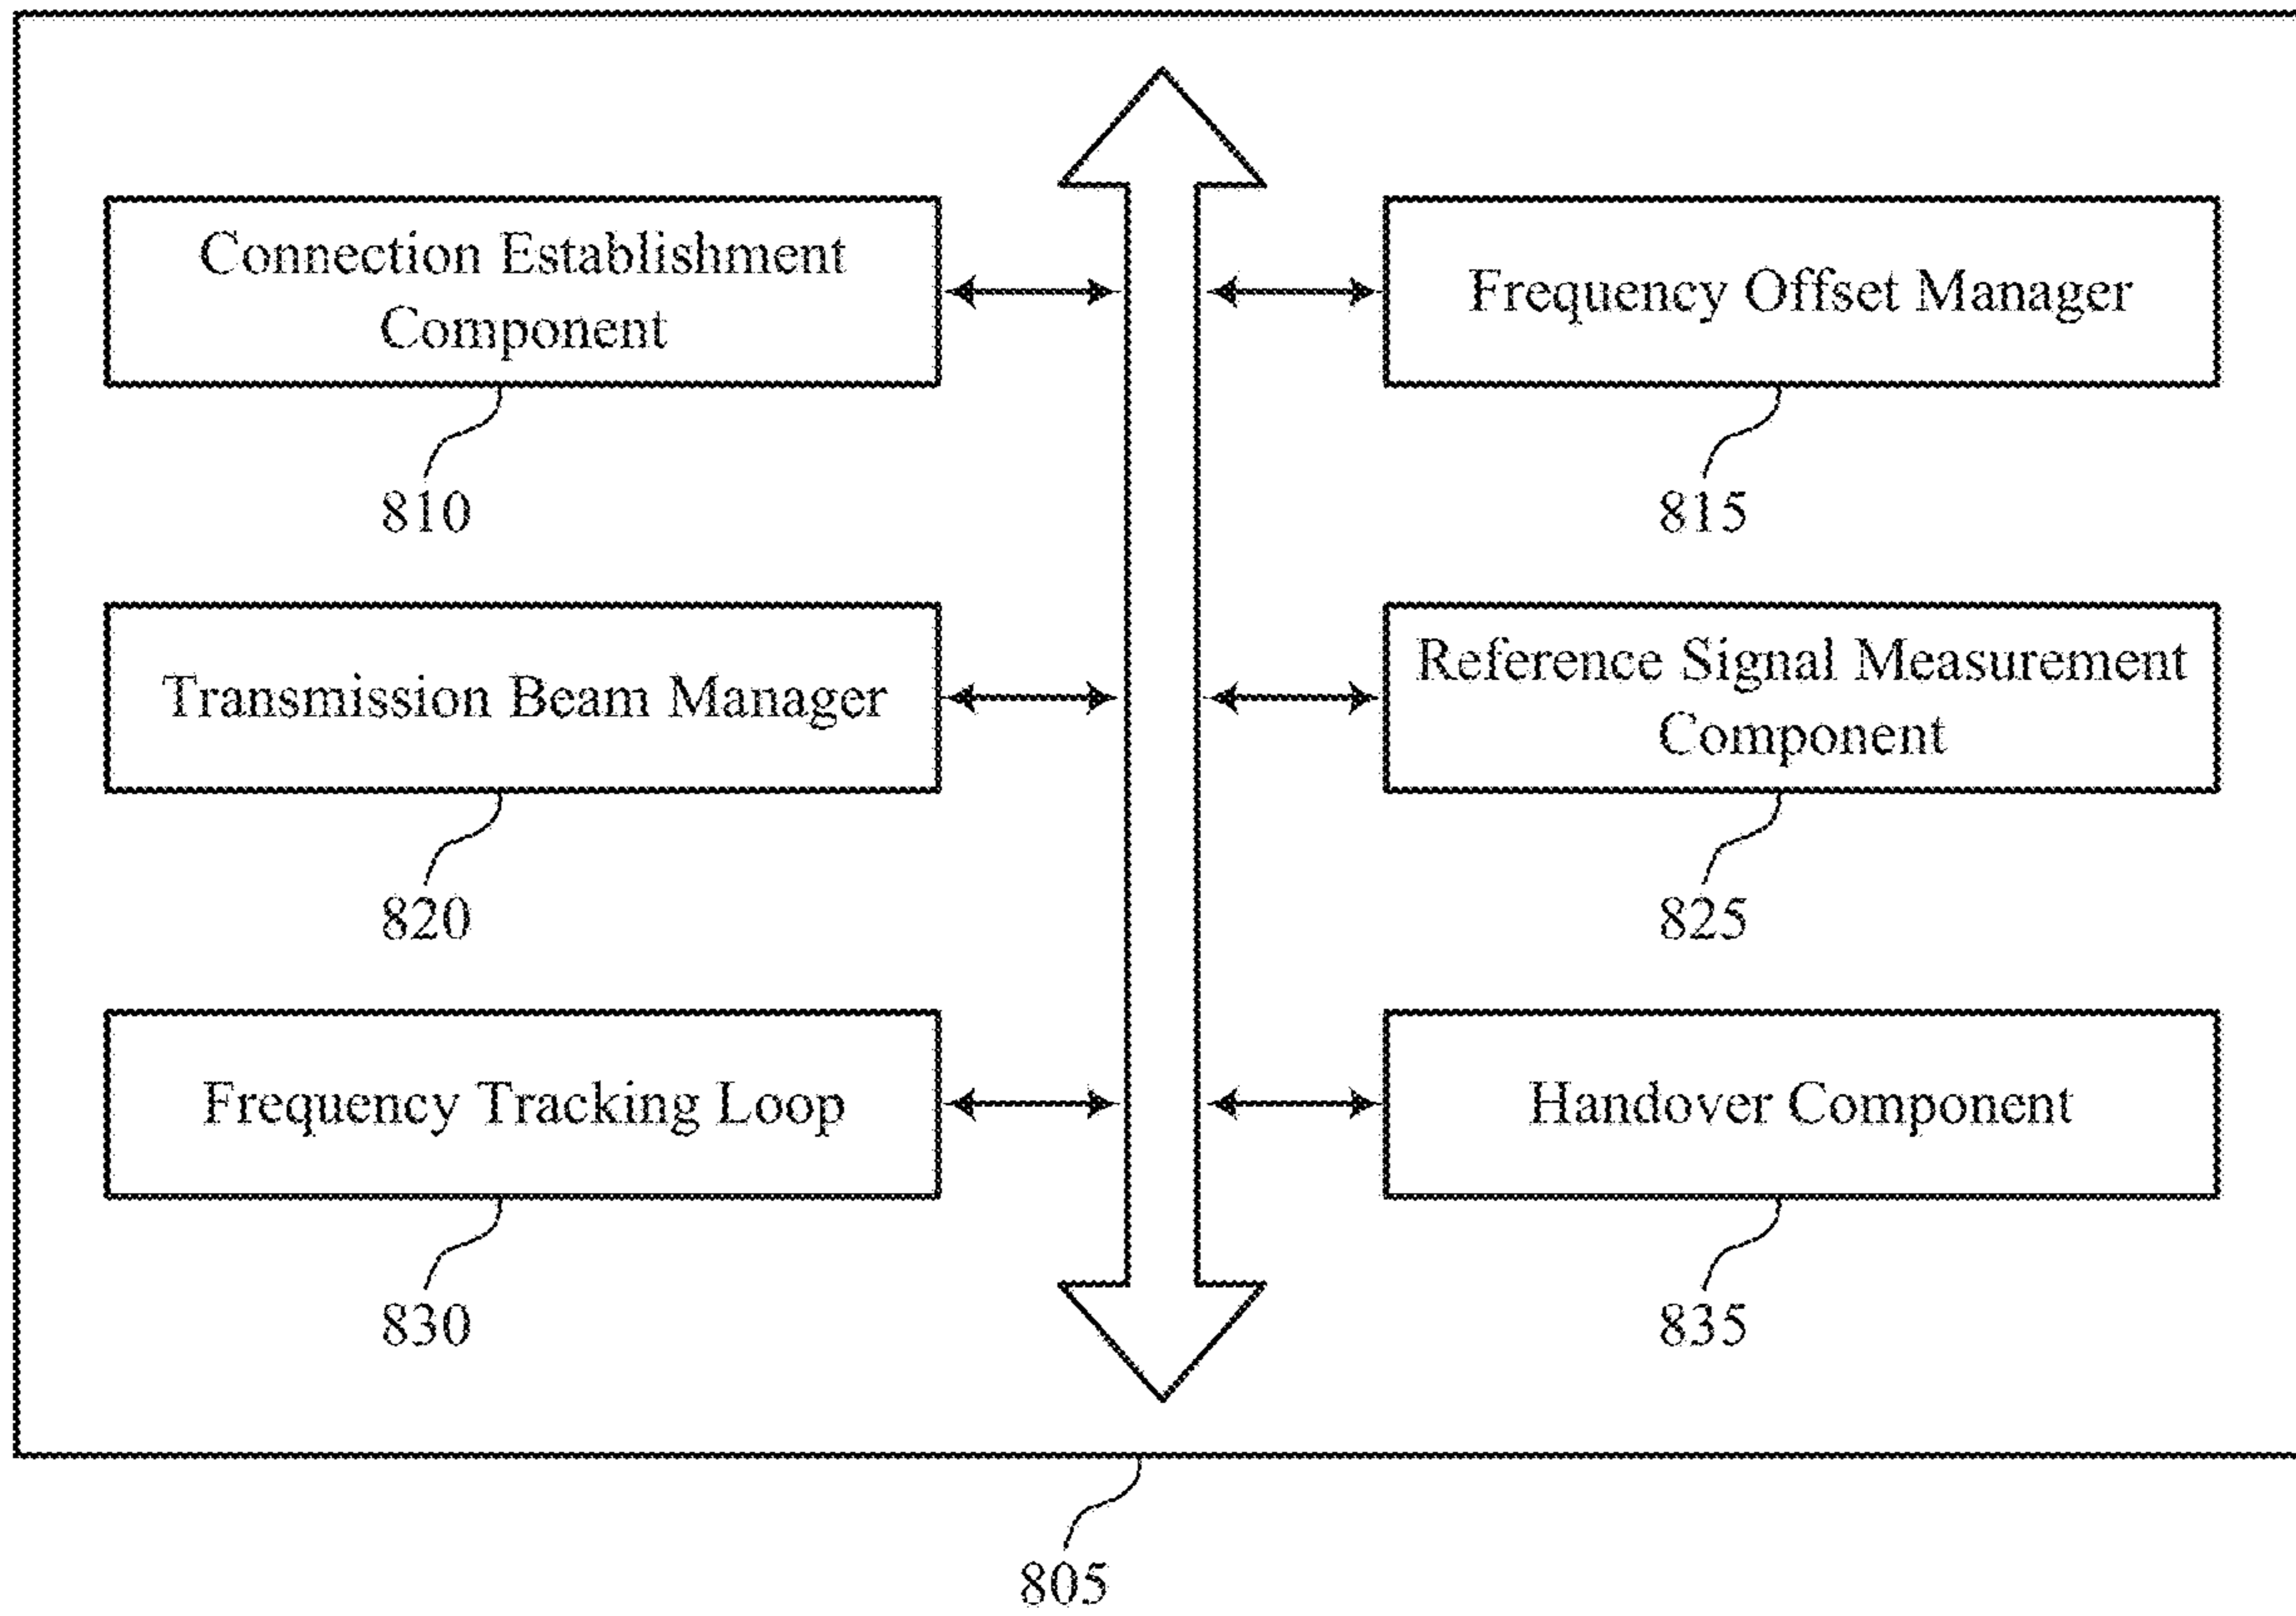 Connection Establishment
Component
810
Frequency Offset Manager
815
Transmission Beam Manager
820
Reference Signal Measurement
Component
825
Frequency Tracking Loop
830
Handover Component
835
805